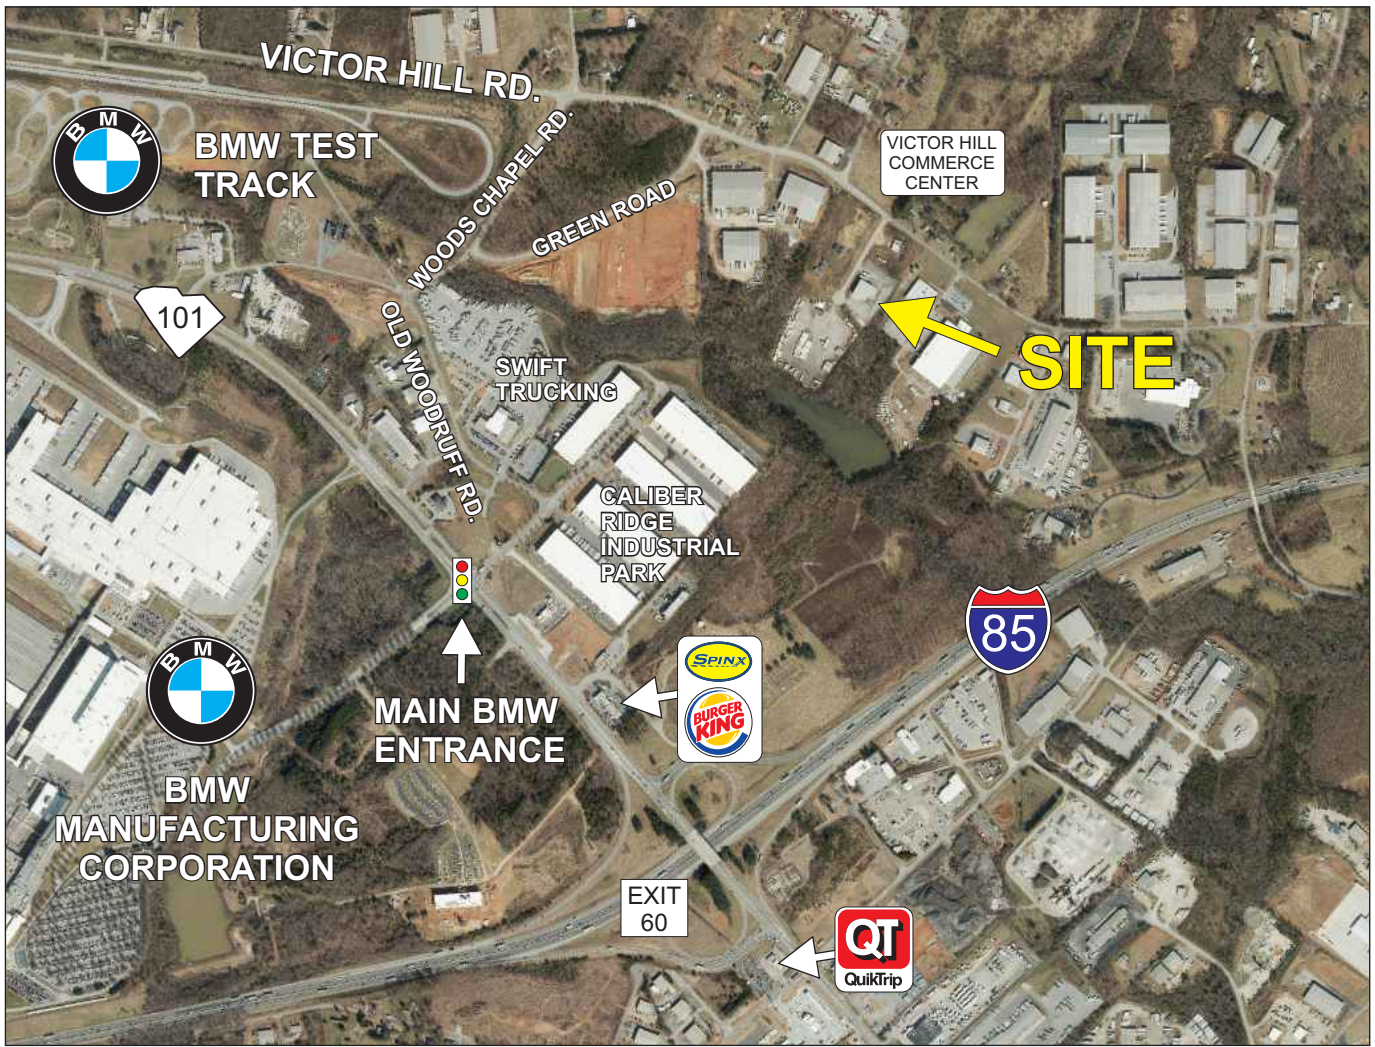 VICTOR HILL RD.
BMW
BMW TEST
TRACK
WOODS CHAPEL RD.
GREEN ROAD
VICTOR HILL
COMMERCE
CENTER
101
OLD WOODRUFF RD.
SWIFT
TRUCKING
SITE
CALIBER
RIDGE
INDUSTRIAL
PARK
85
SPINX
BURGER
KING
MAIN BMW
ENTRANCE
BMW
BMW
MANUFACTURING
CORPORATION
EXIT
60
QT
QuikTrip